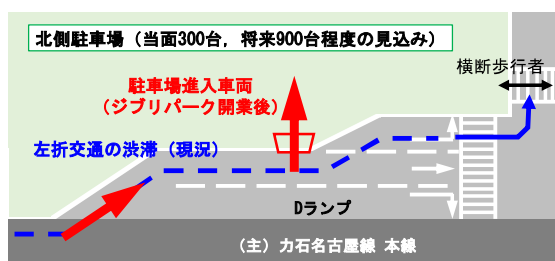 北側駐車場（当面300台，将来900台程度の見込み）
横断歩行者
駐車場進入車両
（ジブリパーク開業後）
左折交通の渋滞（現況）
Dランプ
（主）力石名古屋線 本線